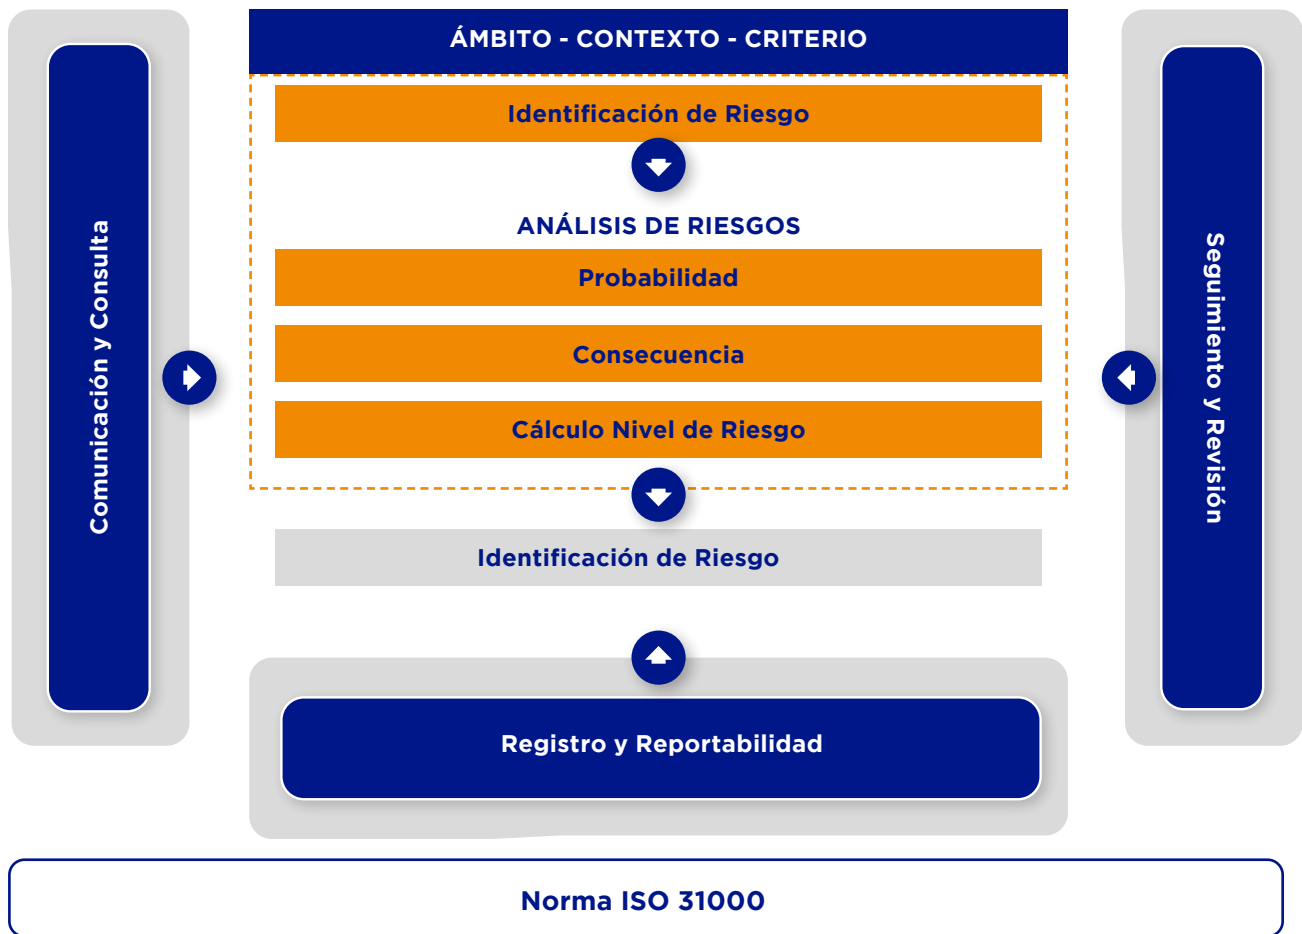 ÁMBITO - CONTEXTO - CRITERIO
Identificación de Riesgo
ANÁLISIS DE RIESGOS
Probabilidad
Consecuencia
Cálculo Nivel de Riesgo
Identificación de Riesgo
Comunicación y Consulta
Seguimiento y Revisión
Registro y Reportabilidad
Norma ISO 31000